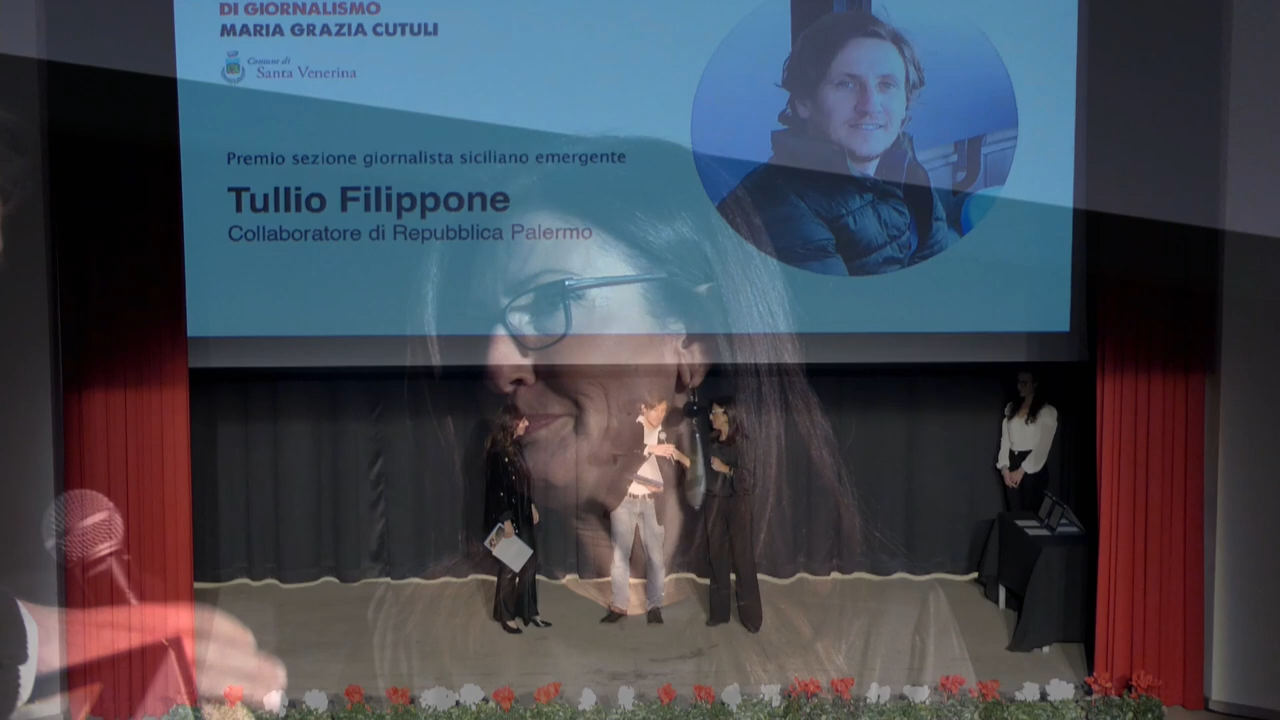 DI GIORNALISMO
MARIA GRAZIA CUTULI
Comune di
Santa Venerina
Premio sezione giornalista siciliano emergente
Tullio Filippone
Collaboratore di Repubblica Palermo